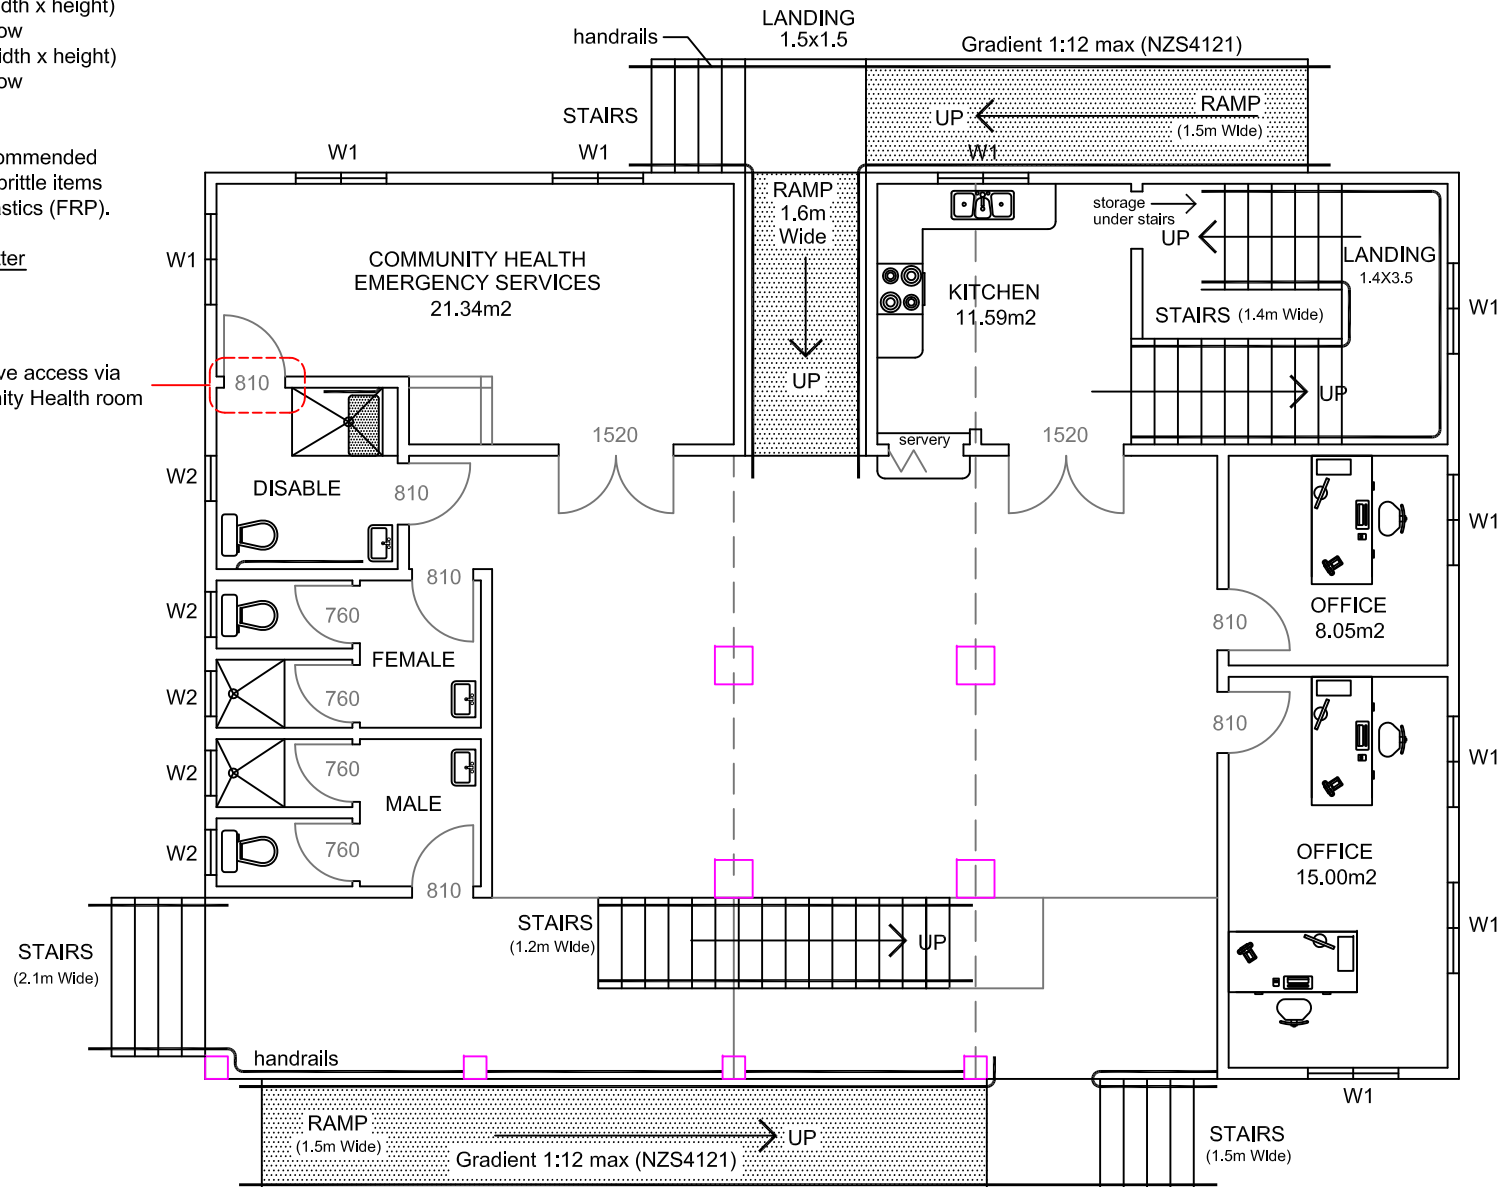 dth x height)
ow
idth x height)
ow
ommended
brittle items
astics (FRP).
ter
ve access via
nity Health room
handrails
LANDING
1.5x1.5
Gradient 1:12 max (NZS4121)
STAIRS
UP
RAMP
(1.5m Wide)
W1
W1
W1
RAMP
1.6m
Wide
UP
storage
under stairs
UP
LANDING
1.4X3.5
W1
COMMUNITY HEALTH
EMERGENCY SERVICES
21.34m2
KITCHEN
11.59m2
STAIRS (1.4m Wide)
W1
810
UP
1520
servery
1520
W2
DISABLE
810
W1
810
W2
760
FEMALE
OFFICE
8.05m2
810
W2
760
810
W2
760
MALE
W1
W2
760
810
OFFICE
15.00m2
STAIRS
(2.1m Wide)
STAIRS
(1.2m Wide)
UP
W1
handrails
W1
RAMP
(1.5m Wide)
UP
Gradient 1:12 max (NZS4121)
STAIRS
(1.5m Wide)